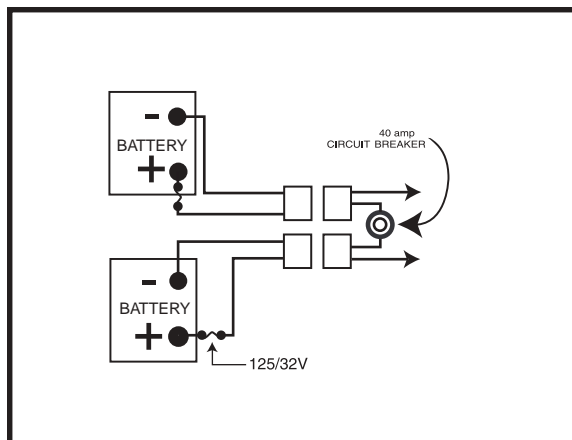 -
BATTERY
+
40 amp
CIRCUIT BREAKER
-
BATTERY
+
125/32V